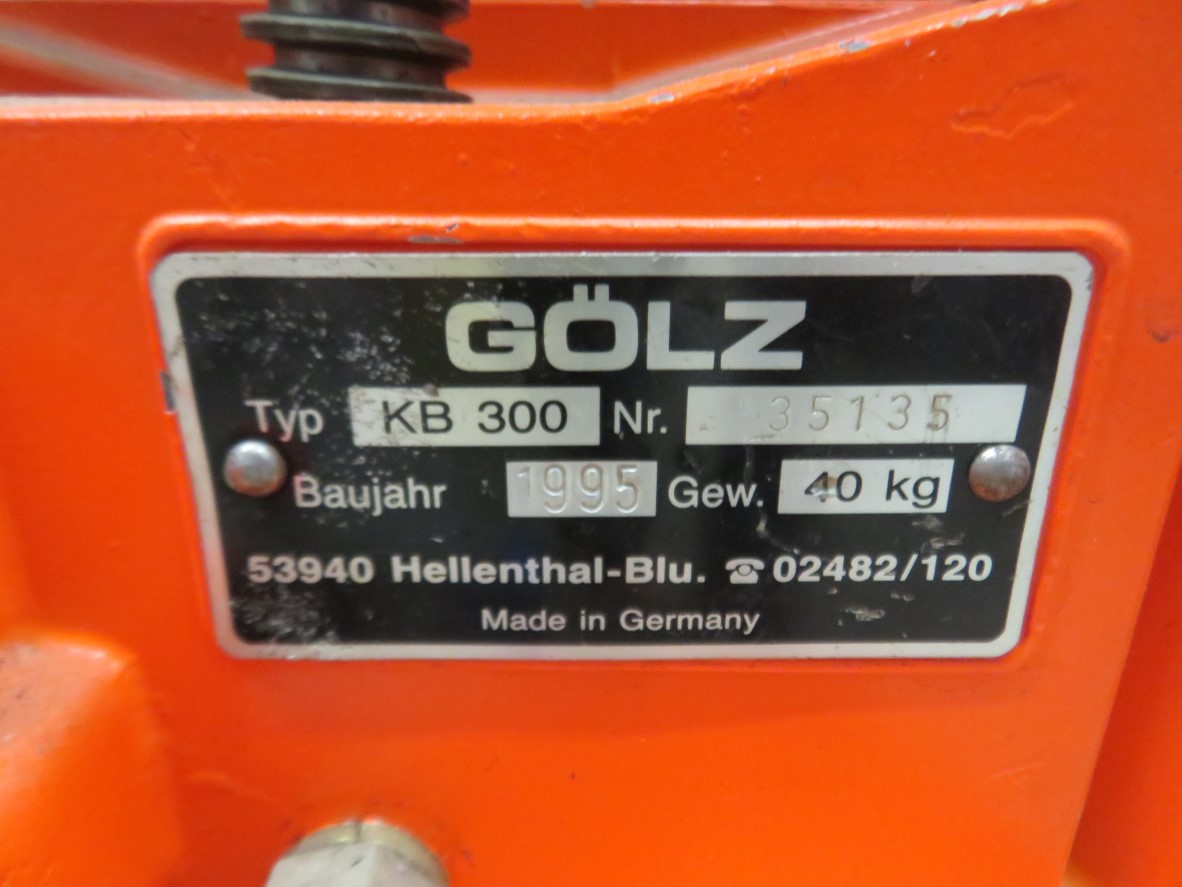 GÖLZ
Typ KB 300 Nr. 35135
Baujahr 1995 Gew. 40 kg
53940 Hellenthal-Blu. ☎ 02482/120
Made in Germany